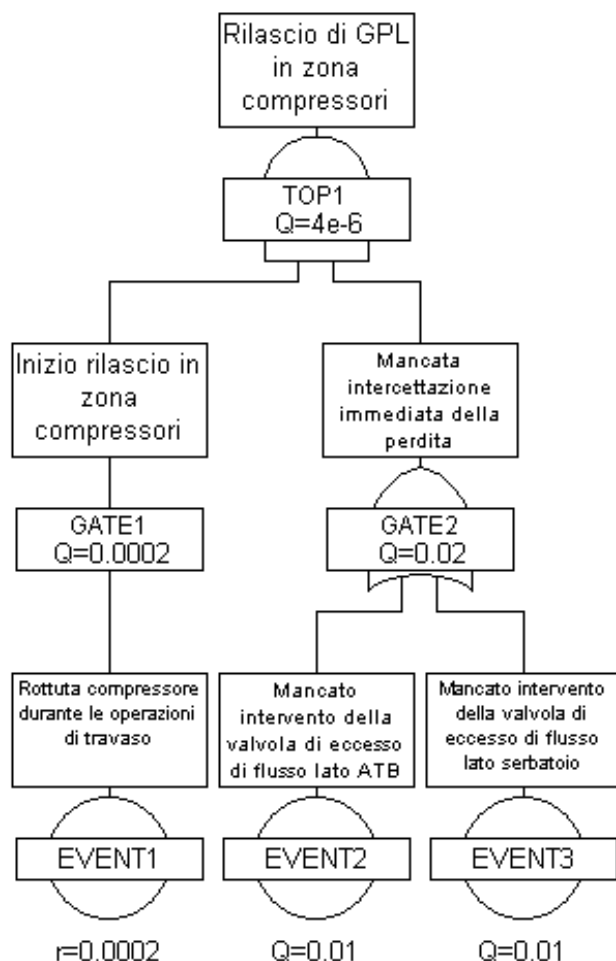 Rilascio di GPL
in zona
compressori
TOP1
Q=4e-6
Inizio rilascio in
zona
compressori
Mancata
intercettazione
immediata della
perdita
GATE1
Q=0.0002
GATE2
Q=0.02
Rottuta compressore
durante le operazioni
di travaso
Mancato
intervento della
valvola di eccesso
di flusso lato ATB
Mancato intervento
della valvola di
eccesso di flusso
lato serbatoio
EVENT1
EVENT2
EVENT3
r=0.0002
Q=0.01
Q=0.01